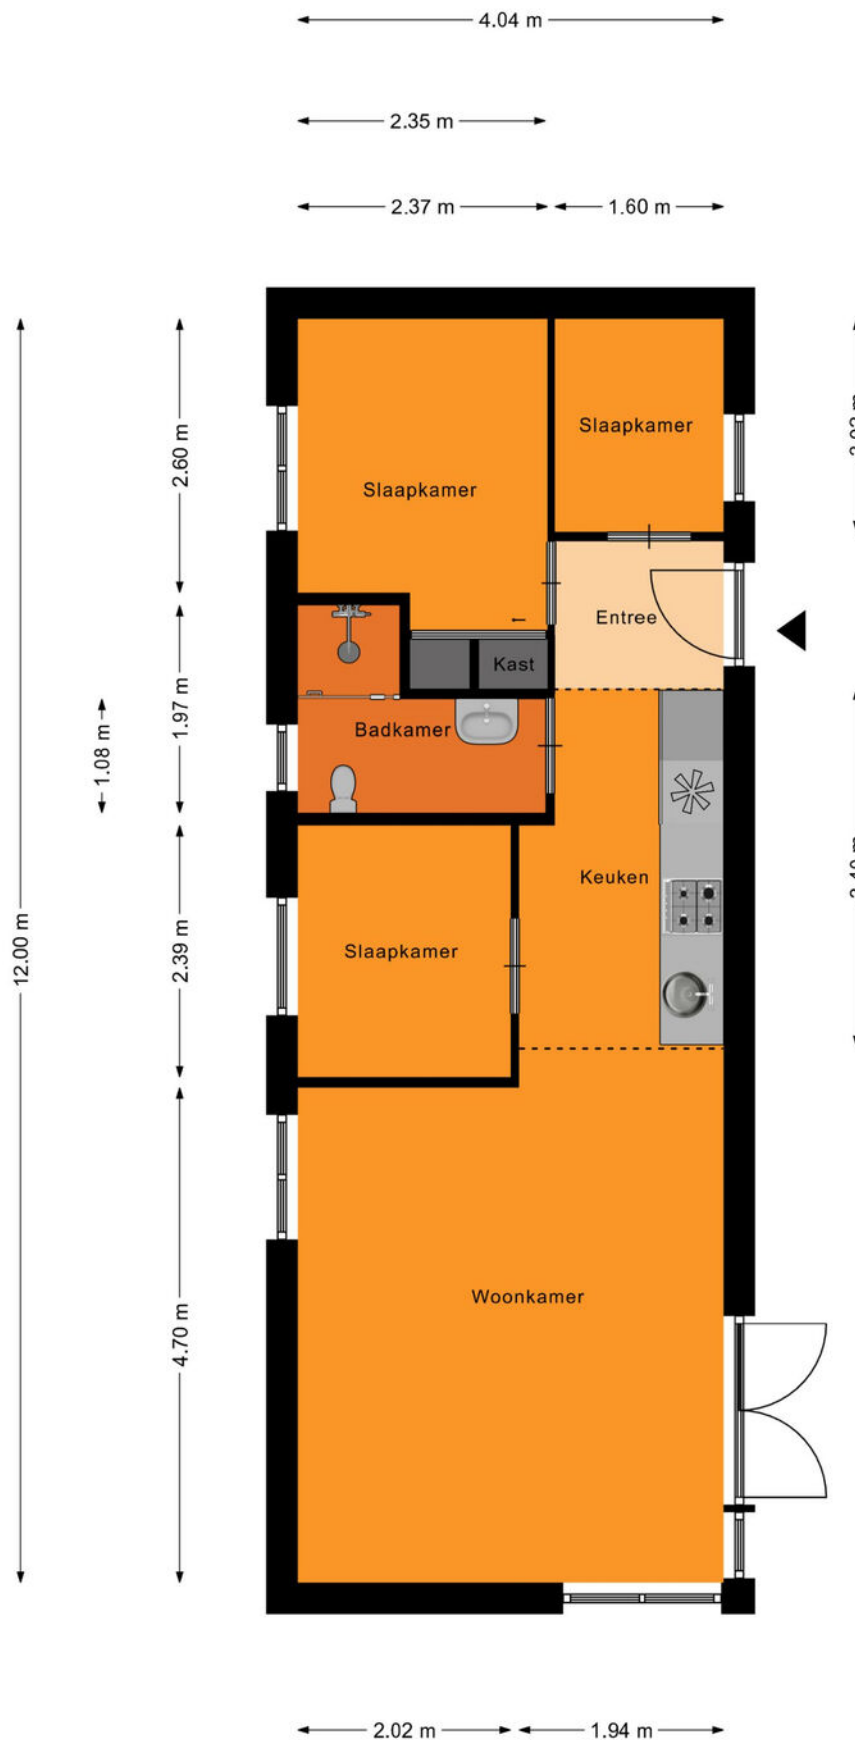 4.04 m
2.35 m
2.37 m
1.60 m
2.60 m
Slaapkamer
Slaapkamer
Entree
Kast
1.97 m
1.08 m
Badkamer
Keuken
12.00 m
2.39 m
Slaapkamer
Woonkamer
4.70 m
2.02 m
1.94 m